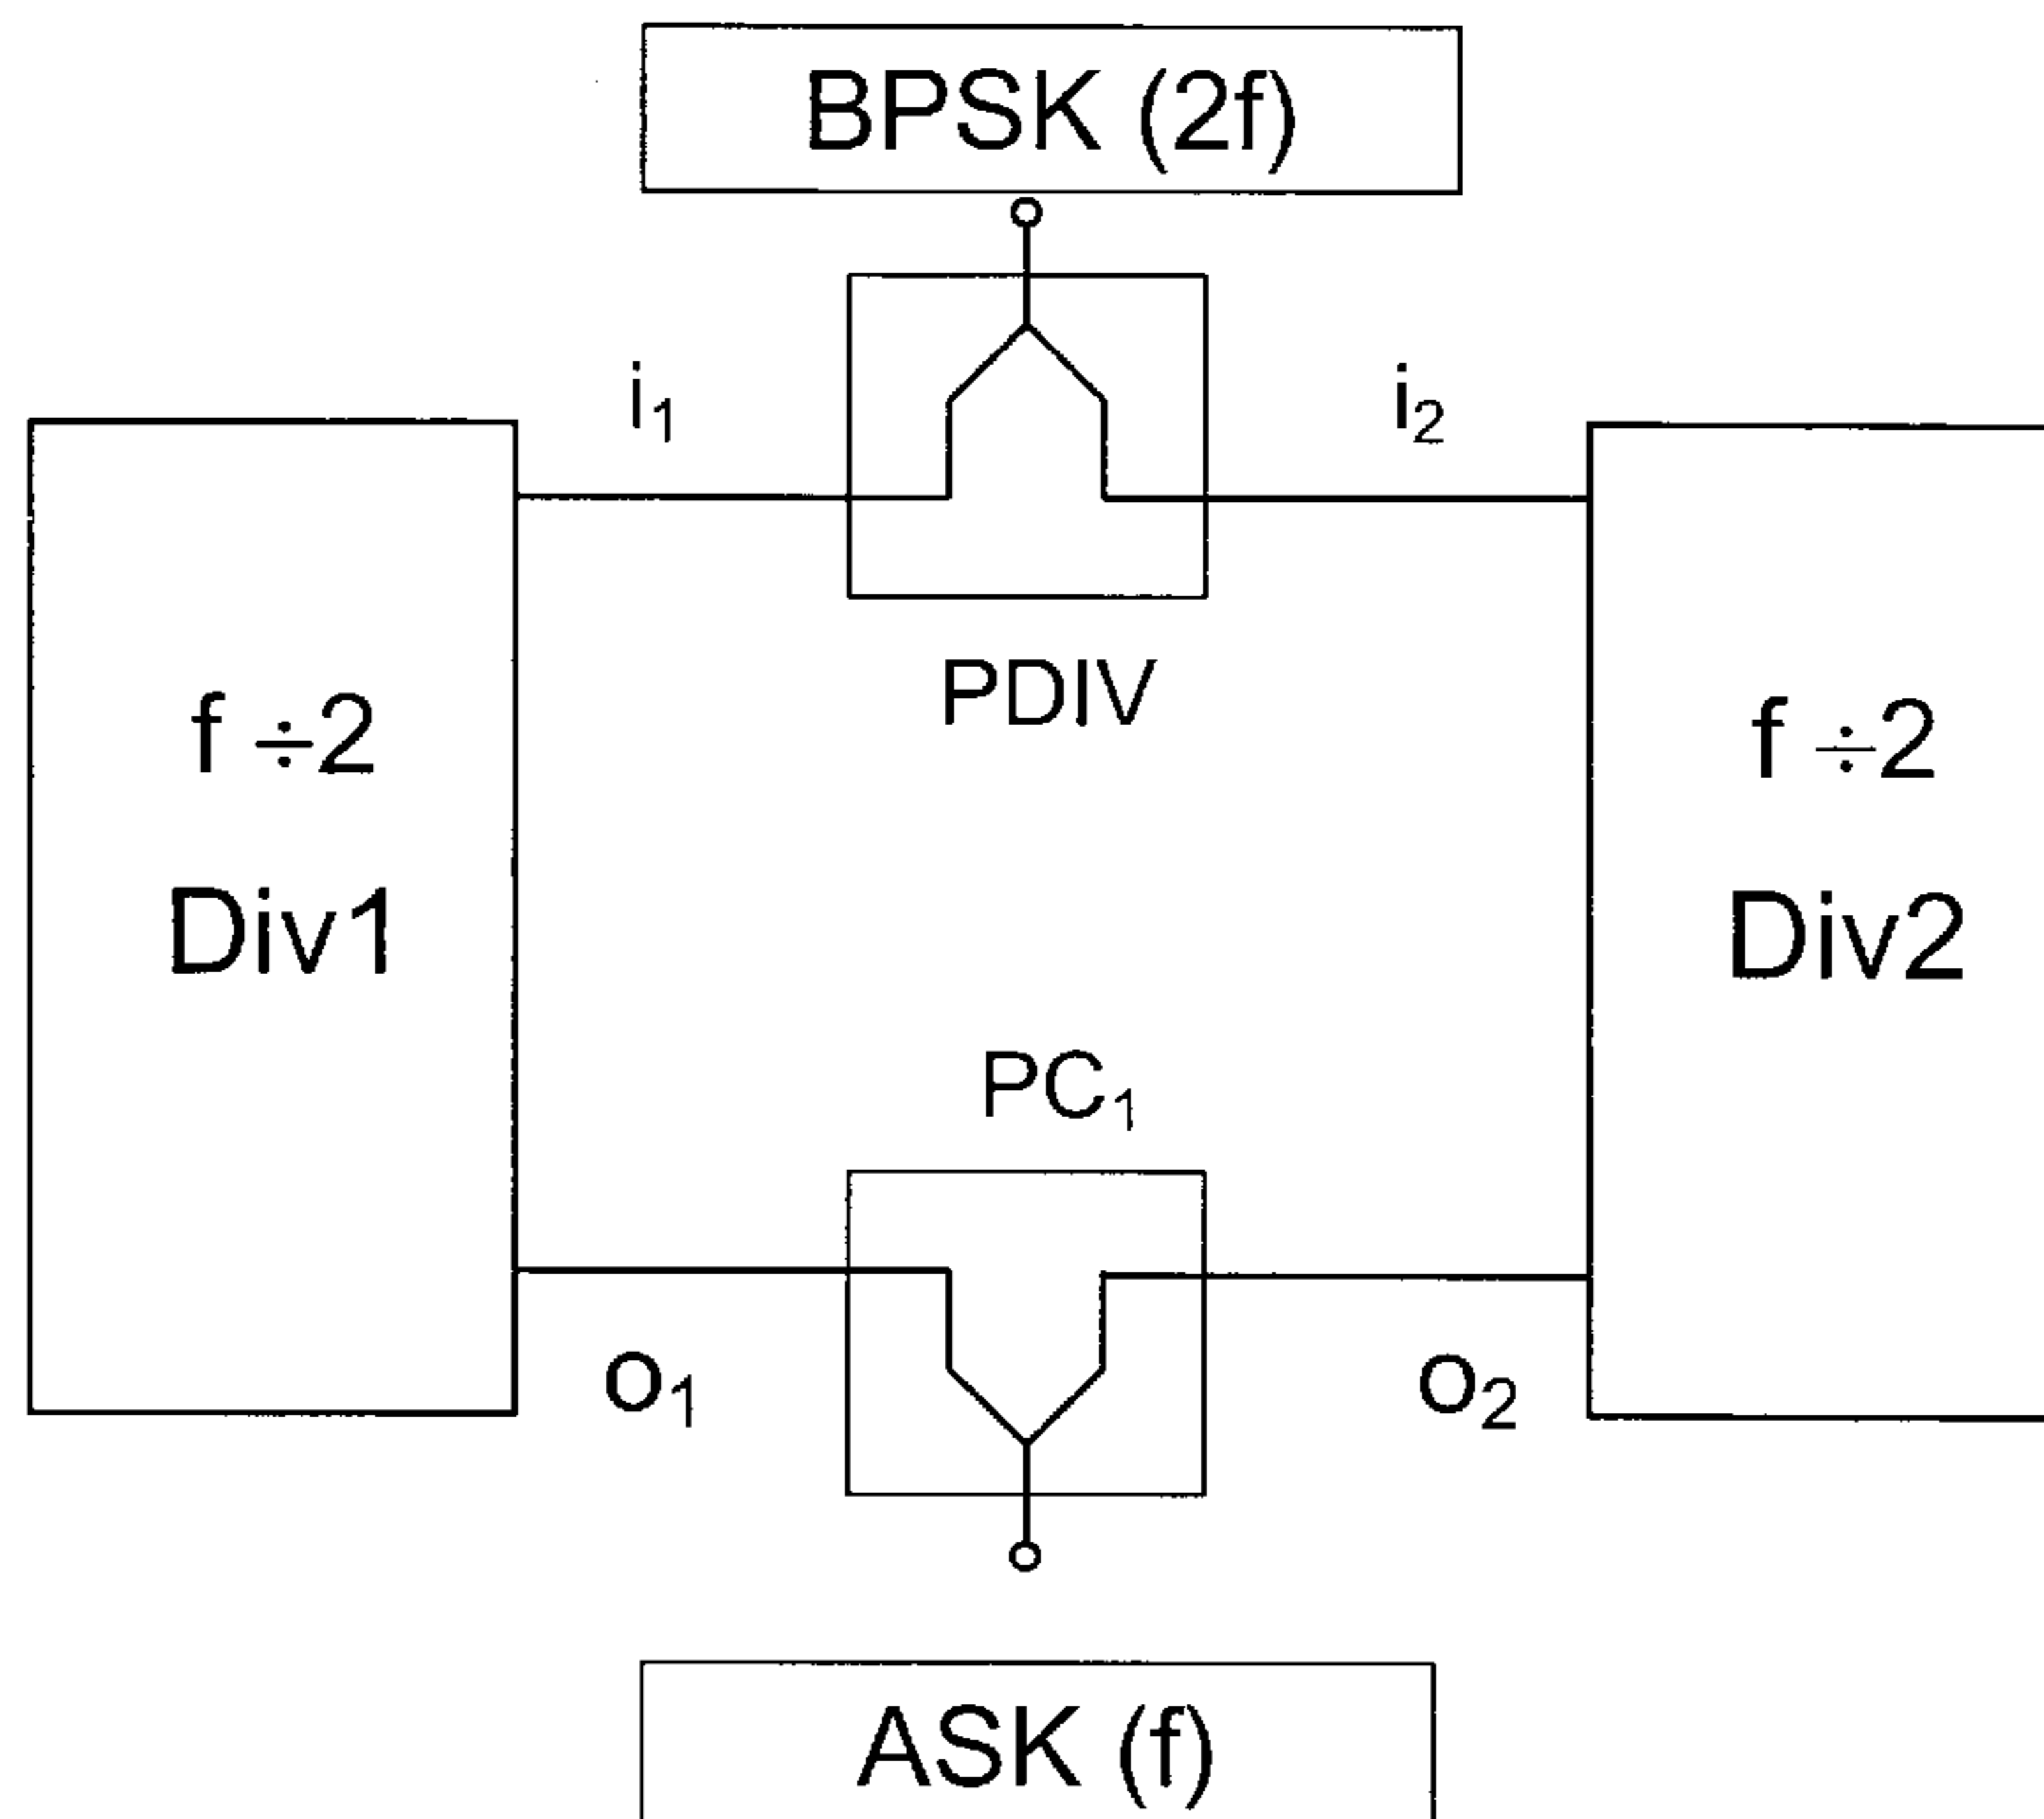 BPSK (2f)
i₁
i₂
PDIV
f ÷2
Div1
f ÷2
Div2
PC₁
o₁
o₂
ASK (f)